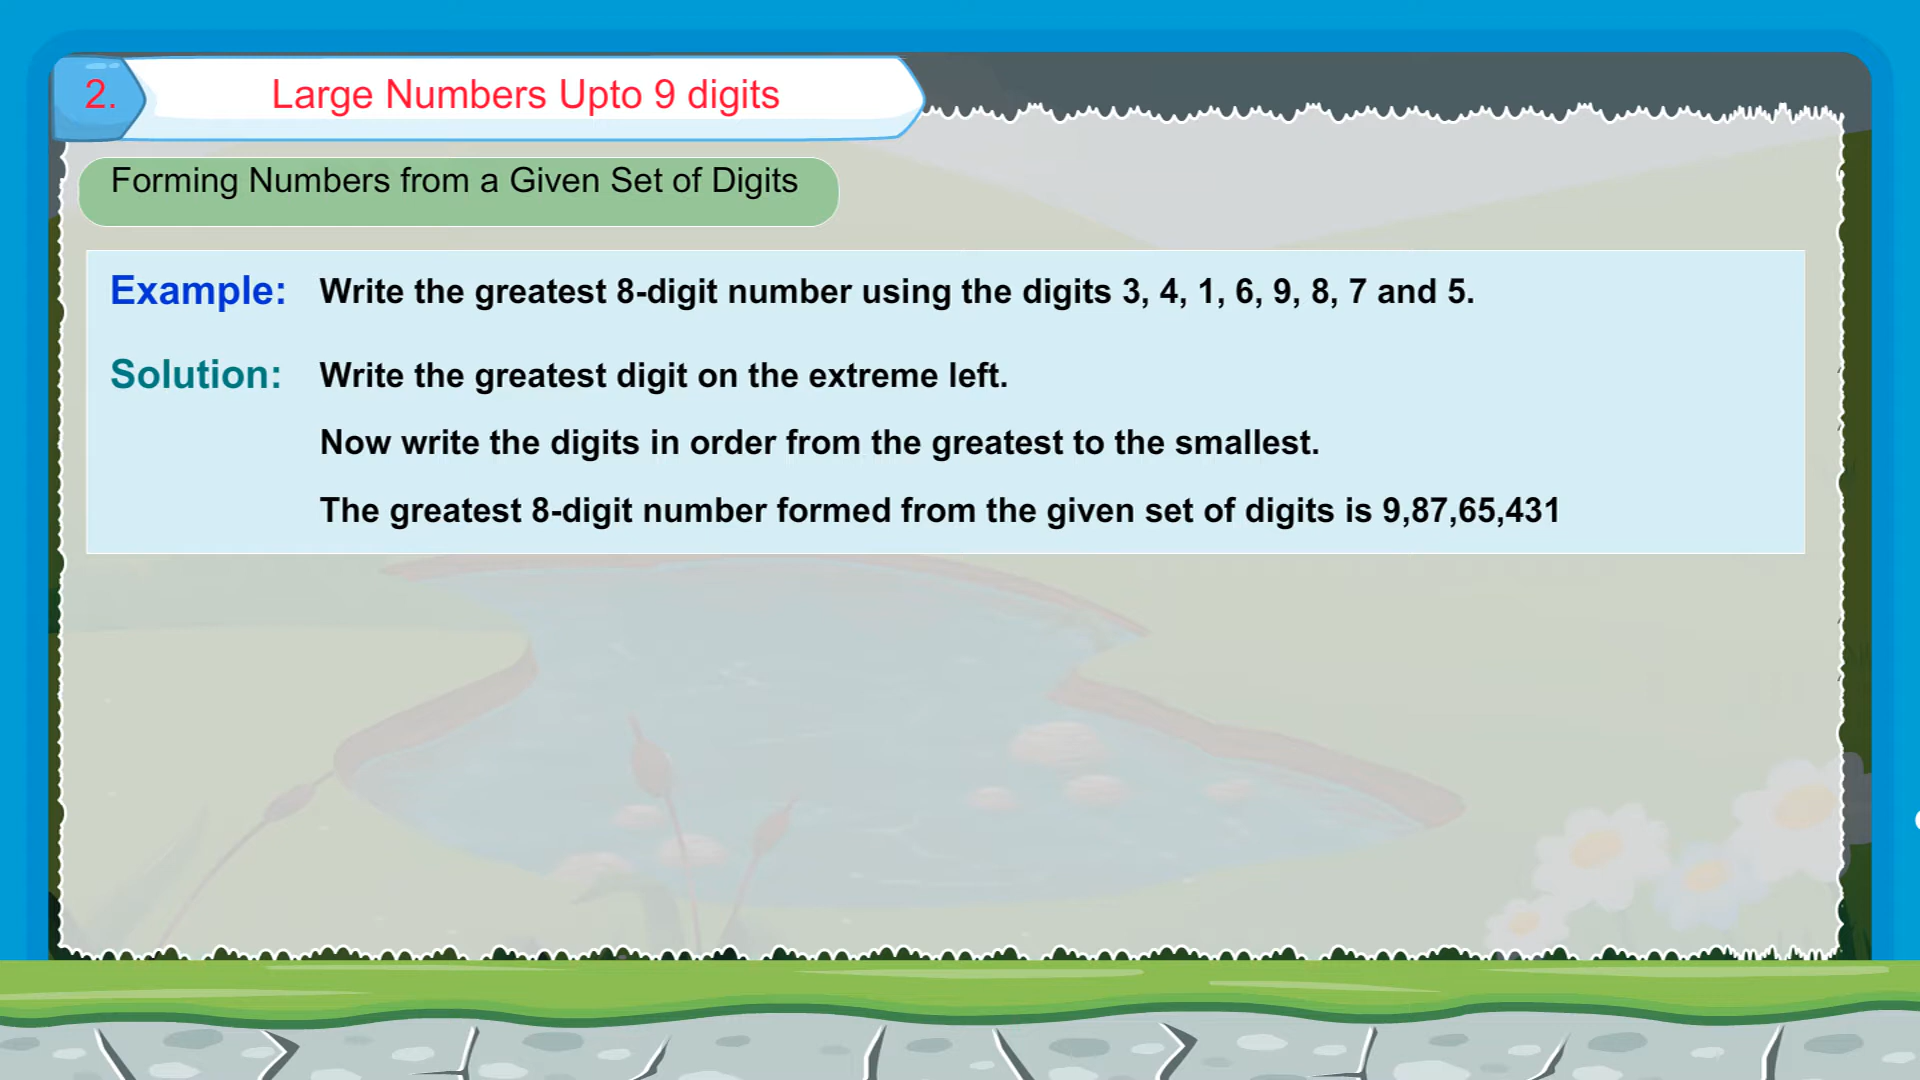 2. Large Numbers Upto 9 digits
Forming Numbers from a Given Set of Digits
Example: Write the greatest 8-digit number using the digits 3, 4, 1, 6, 9, 8, 7 and 5.
Solution: Write the greatest digit on the extreme left.
Now write the digits in order from the greatest to the smallest.
The greatest 8-digit number formed from the given set of digits is 9,87,65,431